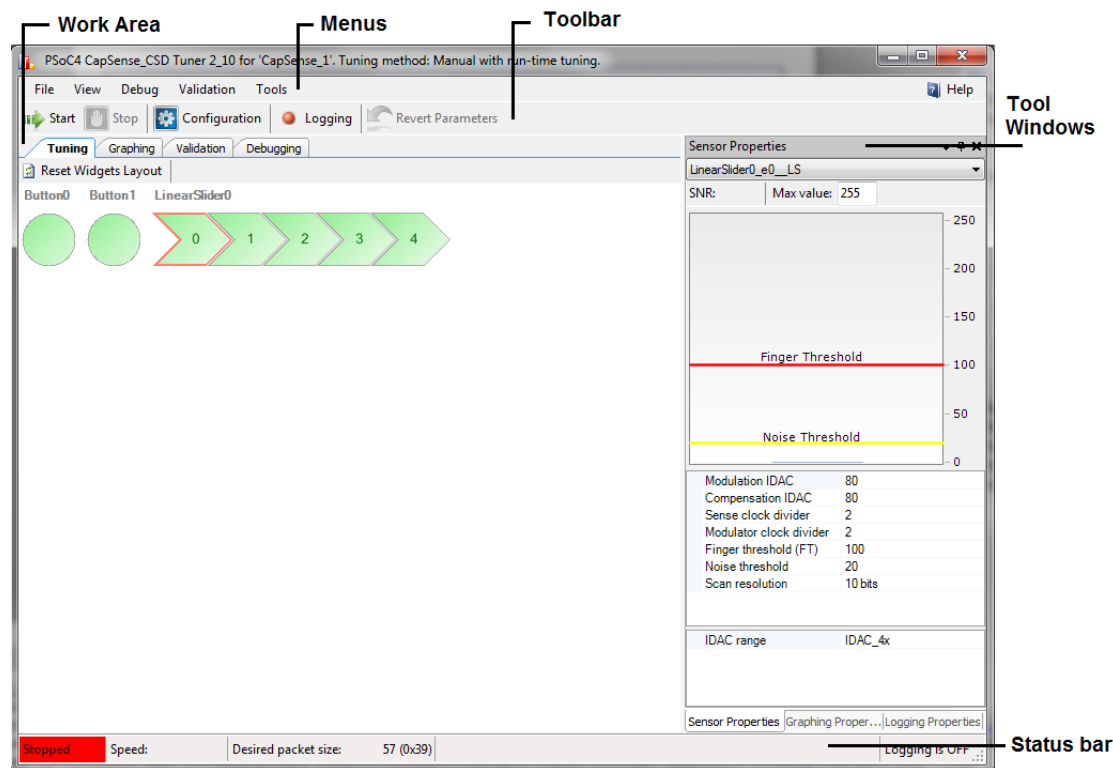 Work Area
Menus
Toolbar
PSoC4 CapSense_CSD Tuner 2_10 for 'CapSense_1'. Tuning method: Manual with run-time tuning.
File View Debug Validation Tools Help
Start Stop Configuration Logging Revert Parameters
Tool
Windows
Tuning Graphing Validation Debugging
Reset Widgets Layout
Button0 Button1 LinearSlider0
0 1 2 3 4
Sensor Properties
LinearSlider0_e0__LS
SNR: Max value: 255
250
200
150
Finger Threshold
100
50
Noise Threshold
0
Modulation IDAC 80
Compensation IDAC 80
Sense clock divider 2
Modulator clock divider 2
Finger threshold (FT) 100
Noise threshold 20
Scan resolution 10 bits
IDAC range IDAC_4x
Sensor Properties Graphing Proper... Logging Properties
Stopped Speed: Desired packet size: 57 (0x39) Logging is OFF
Status bar